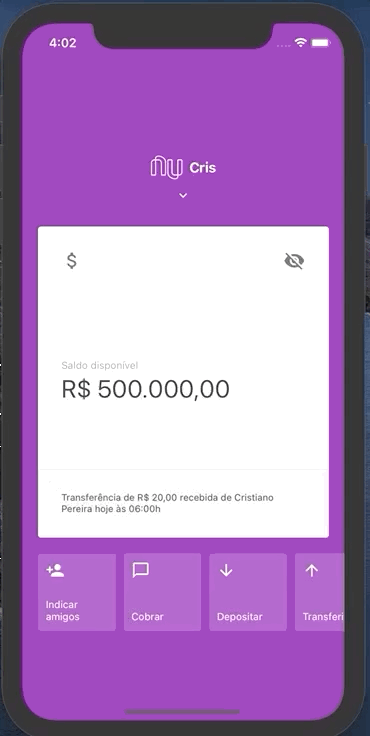 4:02
nu Cris
$
Saldo disponível
R$ 500.000,00
Transferência de R$ 20,00 recebida de Cristiano
Pereira hoje às 06:00h
Indicar
amigos
Cobrar
Depositar
Transferi